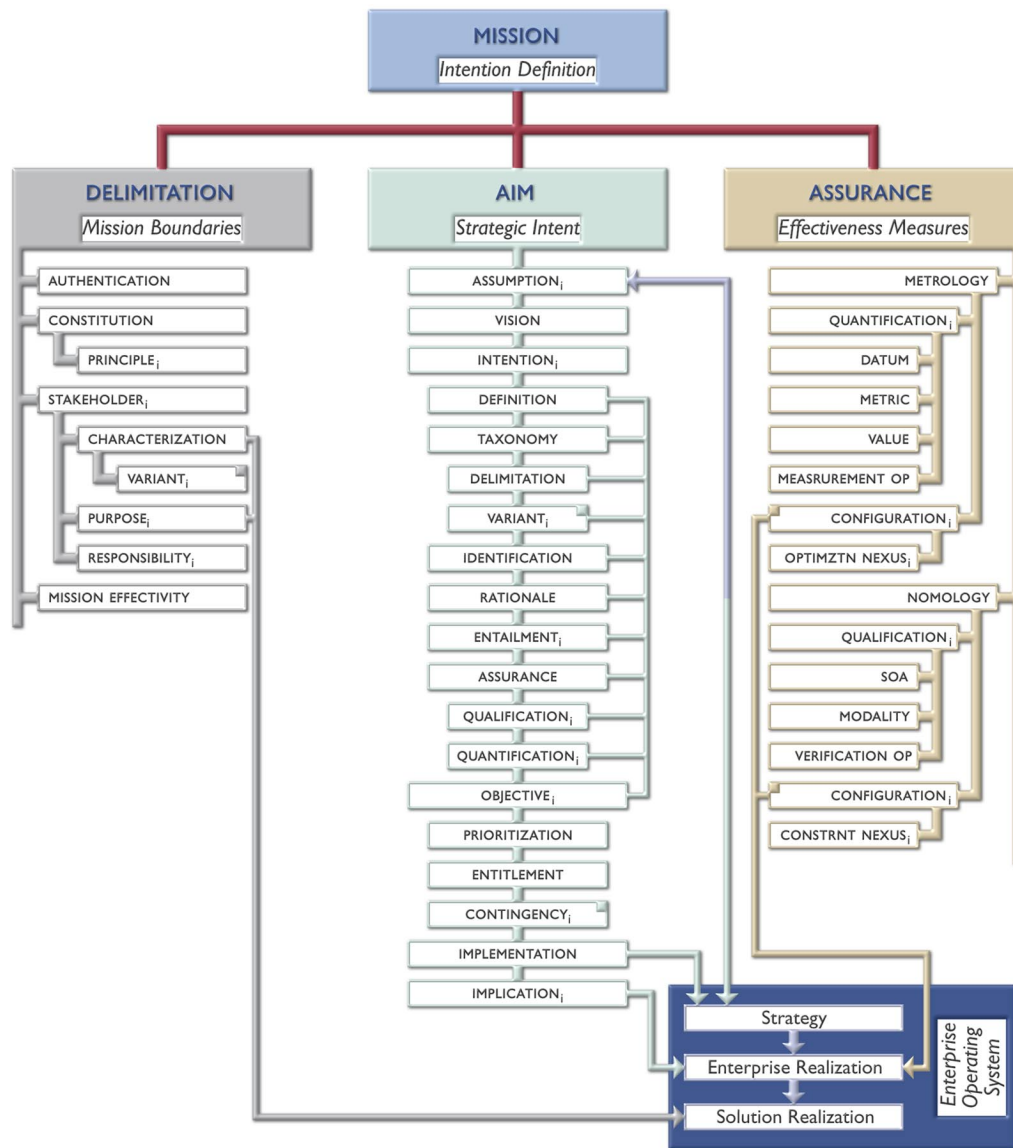 MISSION
Intention Definition
DELIMITATION
Mission Boundaries
AUTHENTICATION
CONSTITUTION
PRINCIPLEi
STAKEHOLDERi
CHARACTERIZATION
VARIANTi
PURPOSEi
RESPONSIBILITYi
MISSION EFFECTIVITY
AIM
Strategic Intent
ASSUMPTIONi
VISION
INTENTIONi
DEFINITION
TAXONOMY
DELIMITATION
VARIANTi
IDENTIFICATION
RATIONALE
ENTAILMENTi
ASSURANCE
QUALIFICATIONi
QUANTIFICATIONi
OBJECTIVEi
PRIORITIZATION
ENTITLEMENT
CONTINGENCYi
IMPLEMENTATION
IMPLICATIONi
ASSURANCE
Effectiveness Measures
METROLOGY
QUANTIFICATIONi
DATUM
METRIC
VALUE
MEASRUREMENT OP
CONFIGURATIONi
OPTIMZTN NEXUSi
NOMOLOGY
QUALIFICATIONi
SOA
MODALITY
VERIFICATION OP
CONFIGURATIONi
CONSTRNT NEXUSi
Strategy
Enterprise Realization
Solution Realization
Enterprise
Operating
System